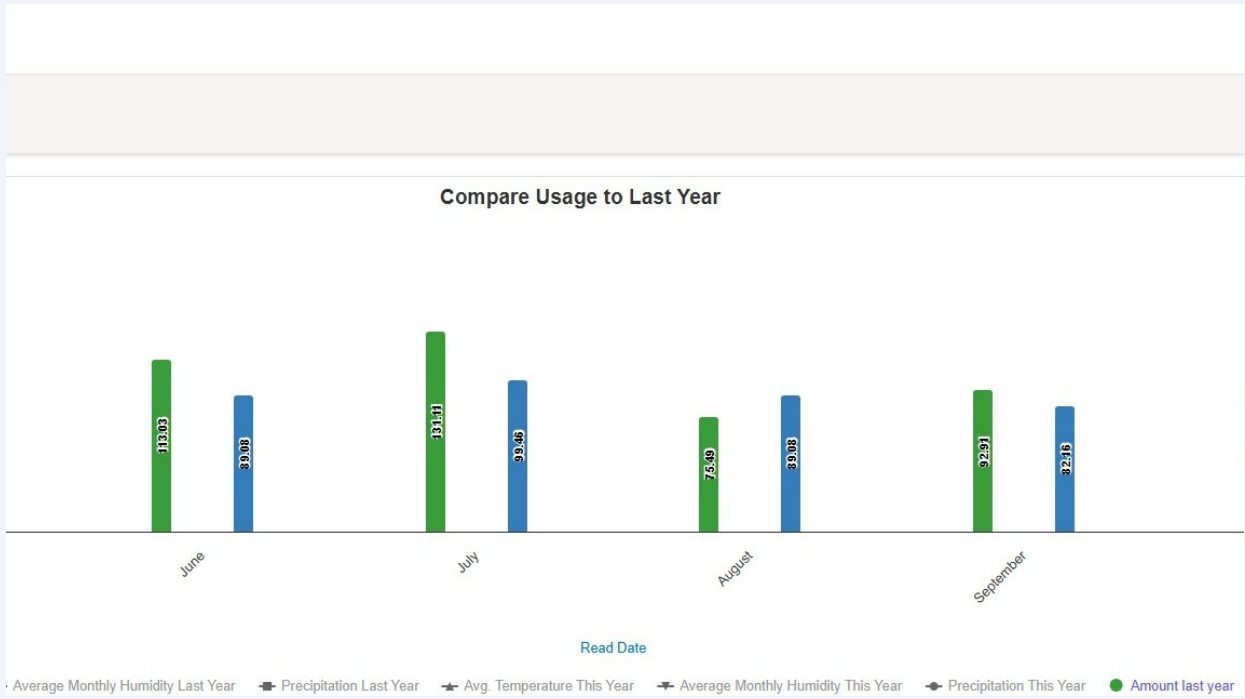 Compare Usage to Last Year
113.03
89.08
131.11
99.46
75.49
89.08
92.91
82.16
June
July
August
September
Read Date
Average Monthly Humidity Last Year Precipitation Last Year Avg. Temperature This Year Average Monthly Humidity This Year Precipitation This Year Amount last year